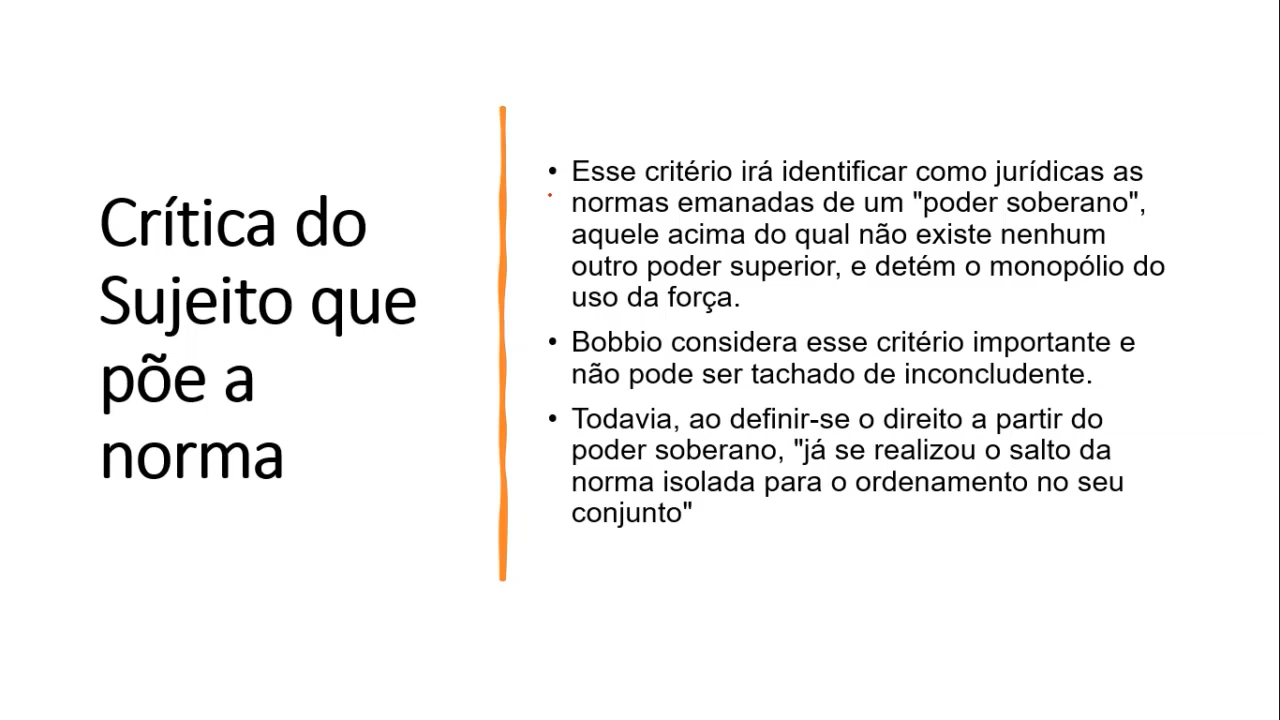 Crítica do
Sujeito que
põe a
norma
• Esse critério irá identificar como jurídicas as
normas emanadas de um "poder soberano",
aquele acima do qual não existe nenhum
outro poder superior, e detém o monopólio do
uso da força.
• Bobbio considera esse critério importante e
não pode ser tachado de inconcludente.
• Todavia, ao definir-se o direito a partir do
poder soberano, "já se realizou o salto da
norma isolada para o ordenamento no seu
conjunto"